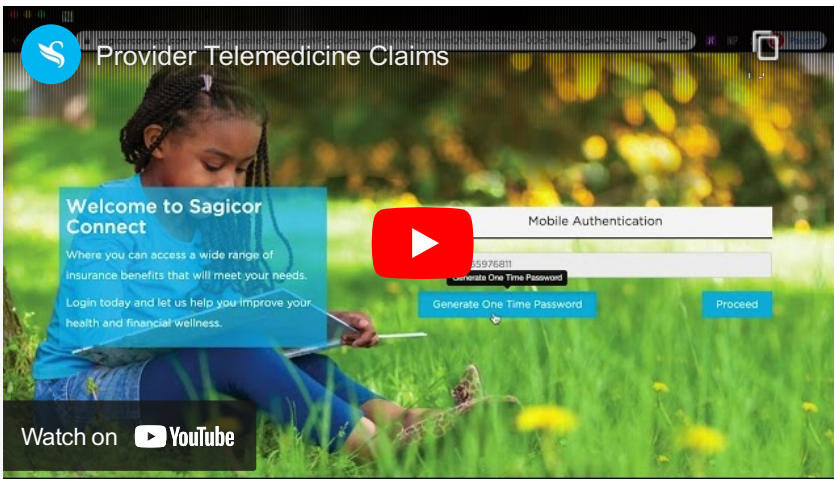 Provider Telemedicine Claims
Welcome to Sagicor
Connect
Where you can access a wide range of
insurance benefits that will meet your needs.
Login today and let us help you improve your
health and financial wellness.
Mobile Authentication
5976811
Generate One Time Password
Generate One Time Password
Proceed
Watch on YouTube